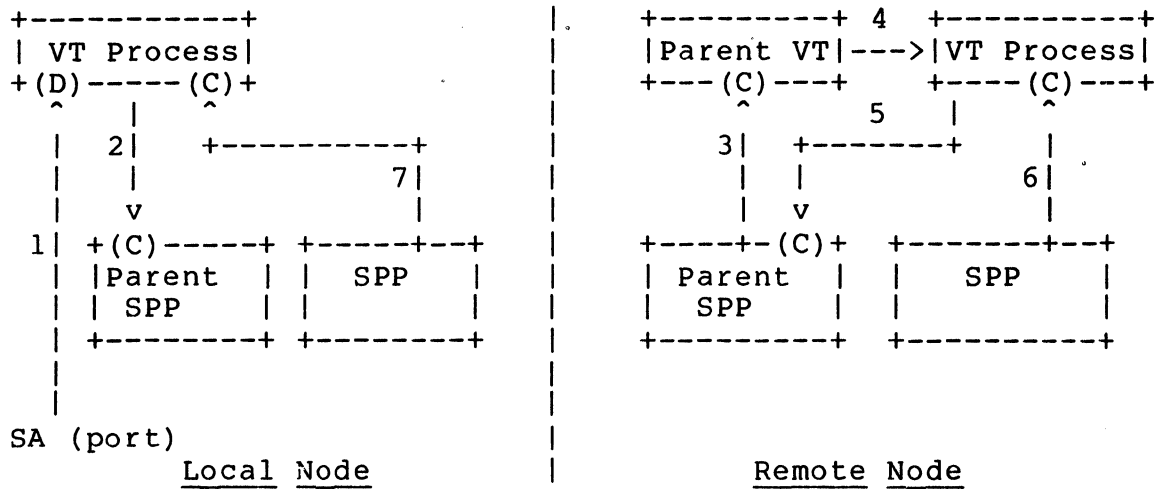 +-----------+ | +---------+ 4 +----------+
| VT Process| | |Parent VT|--->|VT Process|
+(D)-----(C)+ | +---(C)---+ +----(C)---+
^ | ^ | ^ 5 | ^
| 2| +----------+ | 3| +-------+ |
| | 7| | | | 6|
| v | | | v |
1| +(C)-----+ +-----+--+ | +----+-(C)+ +-------+--+
| |Parent | | SPP | | | Parent | | SPP |
| | SPP | | | | | SPP | | |
| +--------+ +--------+ | +---------+ +----------+
| |
| |
SA (port) |
Local Node | Remote Node